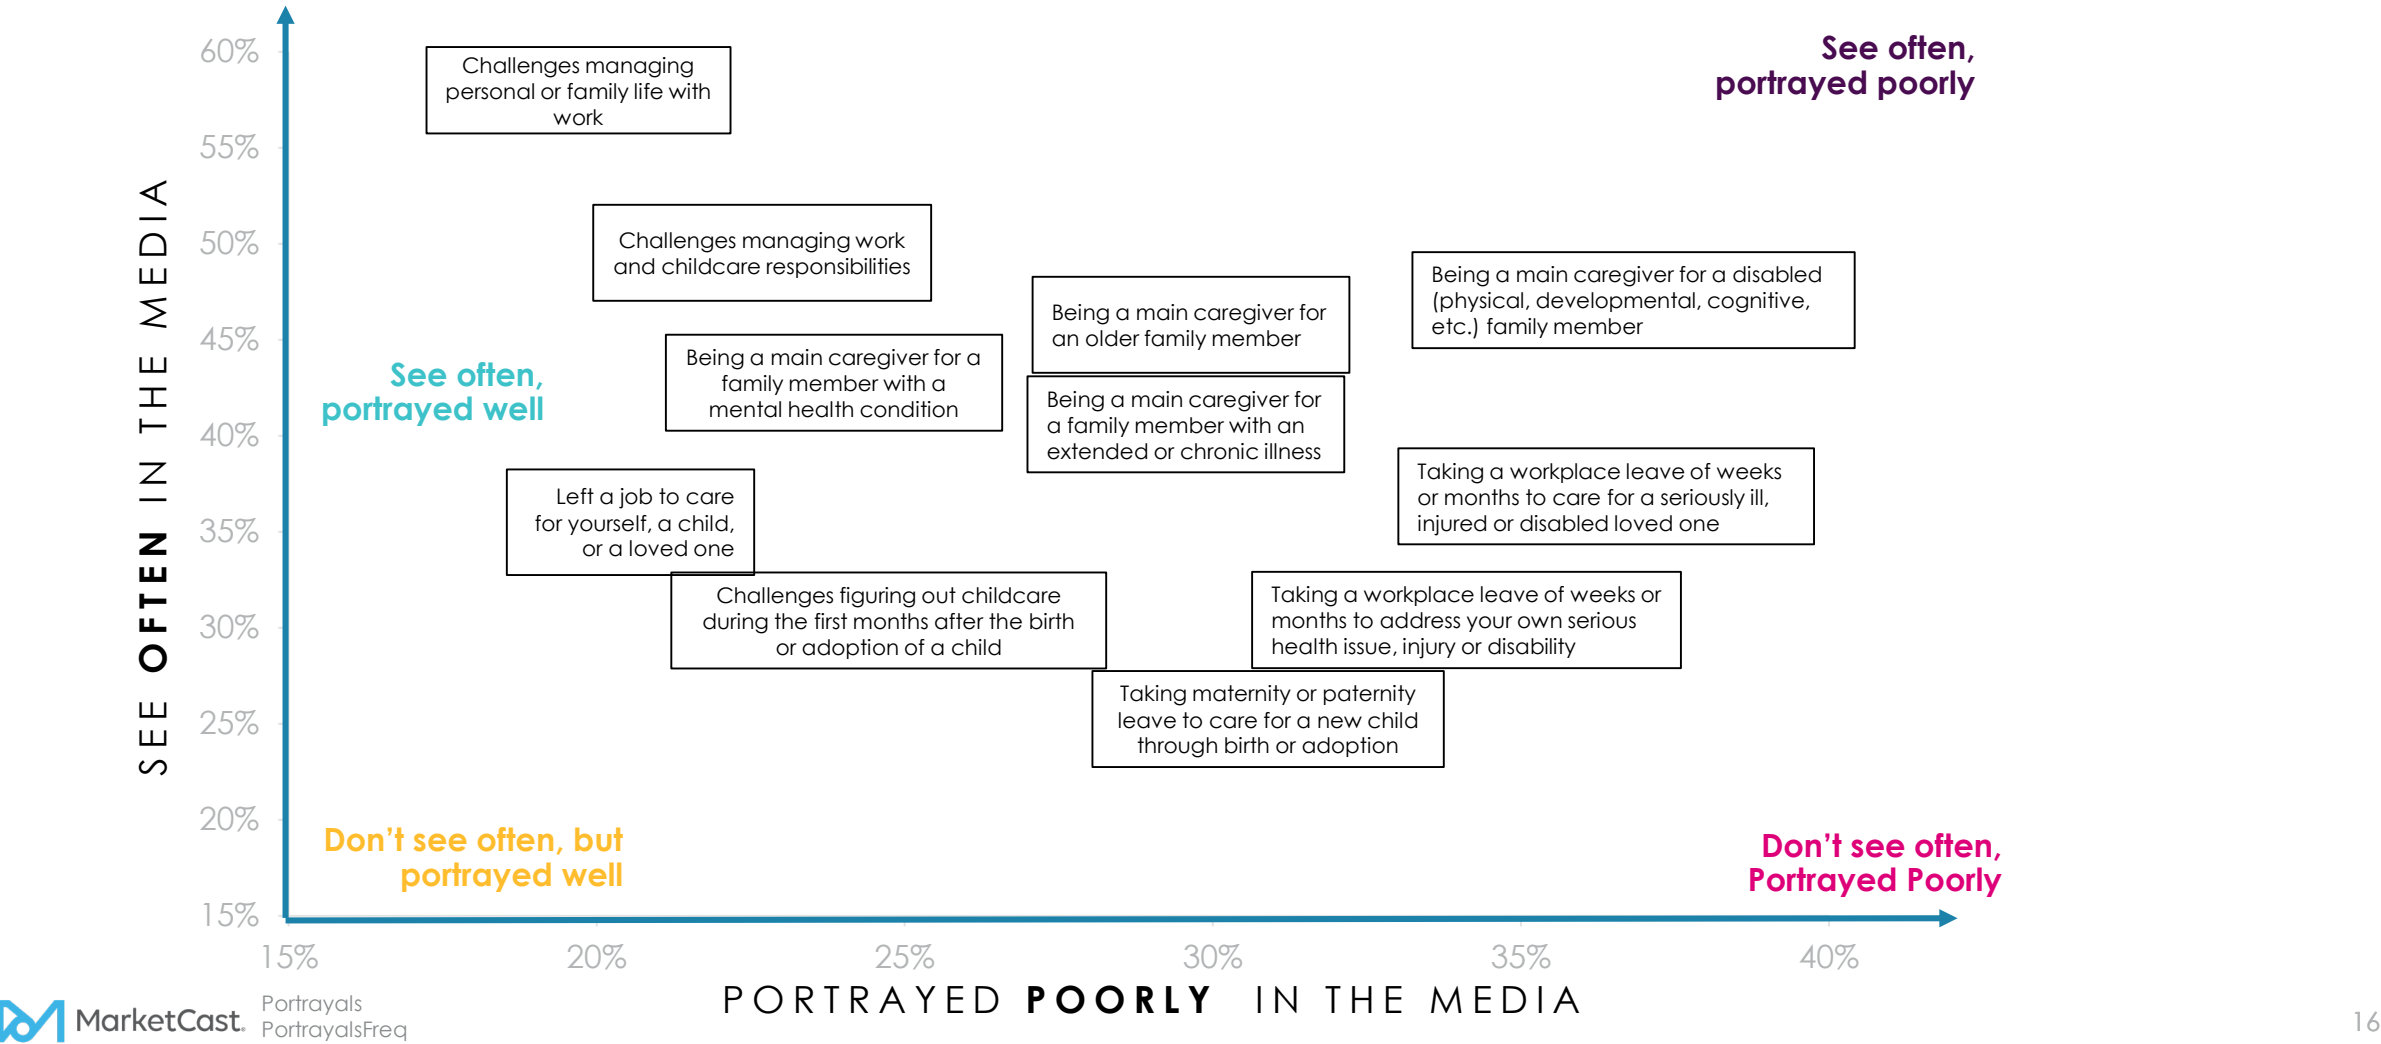 SEE OFTEN IN THE MEDIA
60%
55%
50%
45%
40%
35%
30%
25%
20%
15%
See often,
portrayed poorly
Challenges managing
personal or family life with
work
Challenges managing work
and childcare responsibilities
Being a main caregiver for a disabled
(physical, developmental, cognitive,
etc.) family member
Being a main caregiver for
an older family member
Being a main caregiver for a
family member with a
mental health condition
See often,
portrayed well
Being a main caregiver for
a family member with an
extended or chronic illness
Taking a workplace leave of weeks
or months to care for a seriously ill,
injured or disabled loved one
Left a job to care
for yourself, a child,
or a loved one
Challenges figuring out childcare
during the first months after the birth
or adoption of a child
Taking a workplace leave of weeks or
months to address your own serious
health issue, injury or disability
Taking maternity or paternity
leave to care for a new child
through birth or adoption
Don't see often, but
portrayed well
Don't see often,
Portrayed Poorly
15%
20%
25%
30%
35%
40%
PORTRAYED POORLY IN THE MEDIA
MarketCast.
Portrayals
PortrayalsFreq
16